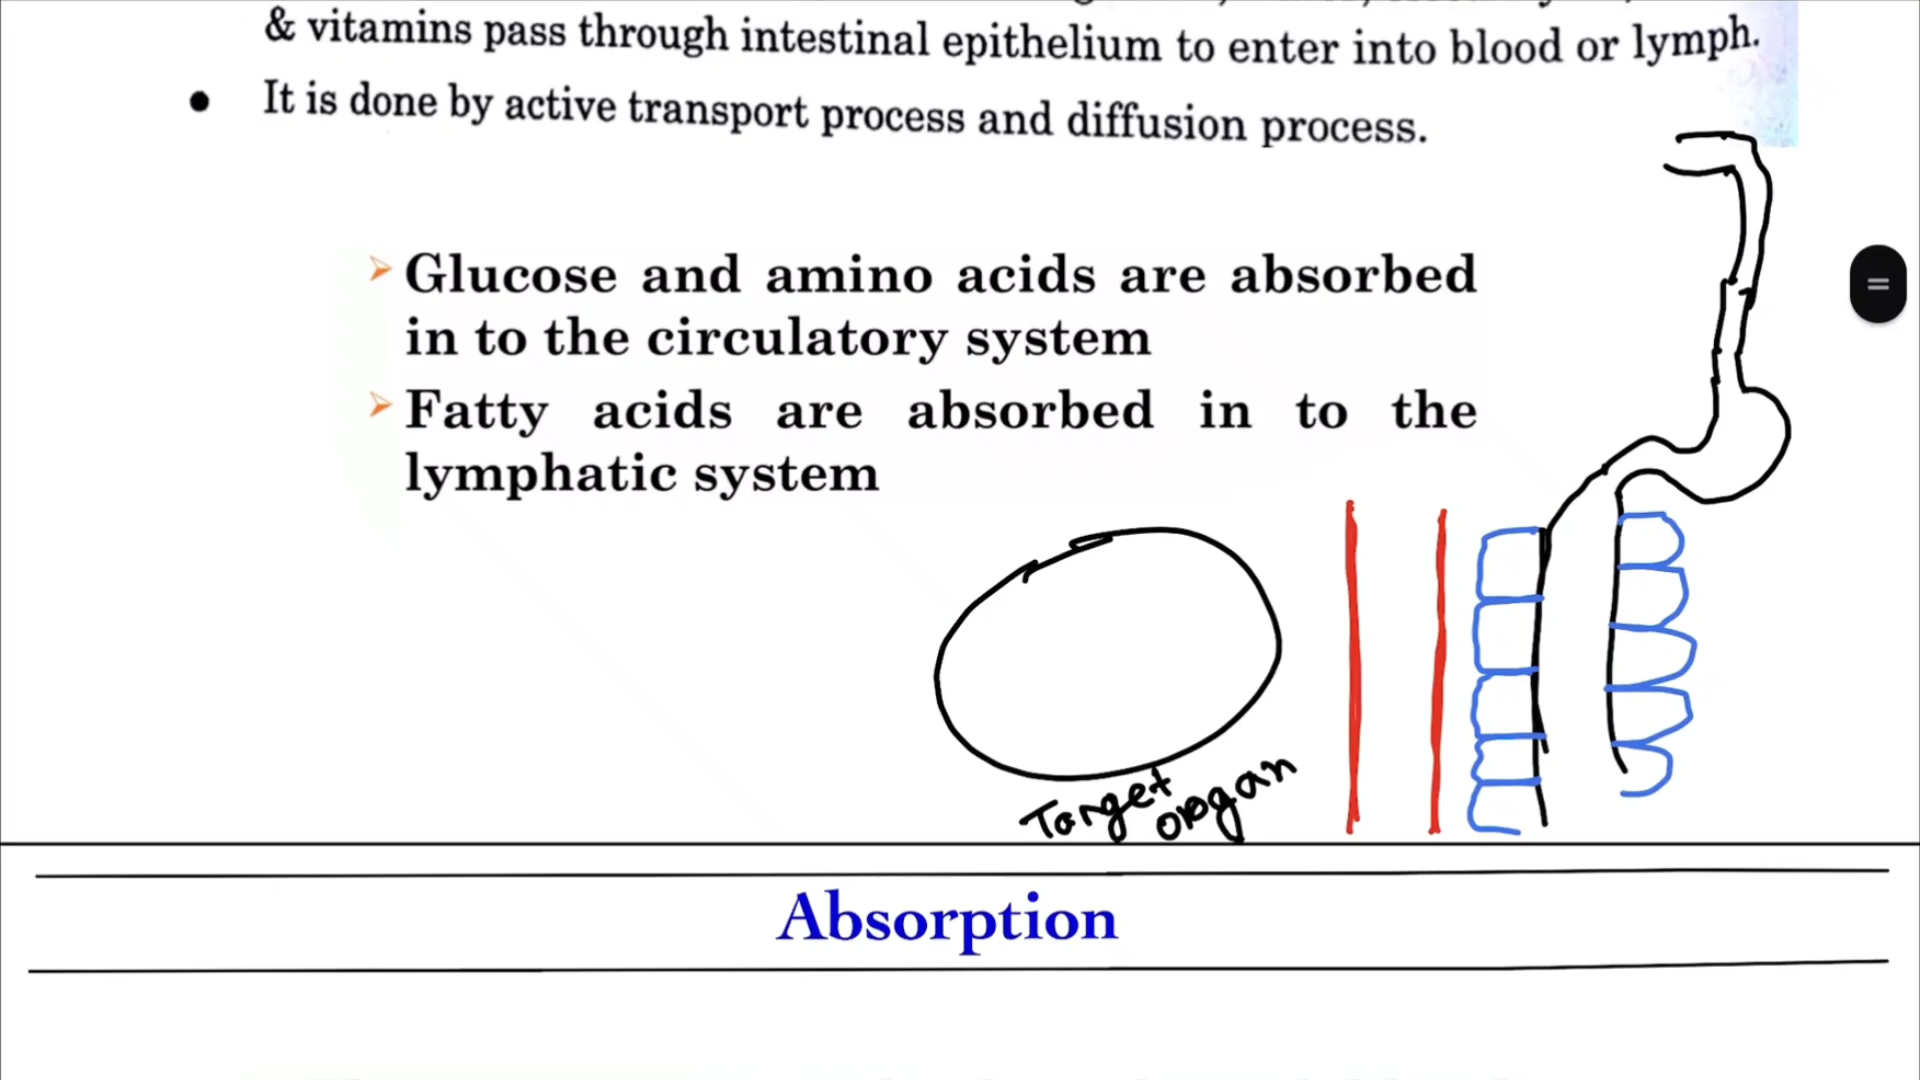 & vitamins pass through intestinal epithelium to enter into blood or lymph.
● It is done by active transport process and diffusion process.
➢ Glucose and amino acids are absorbed
in to the circulatory system
➢ Fatty acids are absorbed in to the
lymphatic system
Target
organ
Absorption